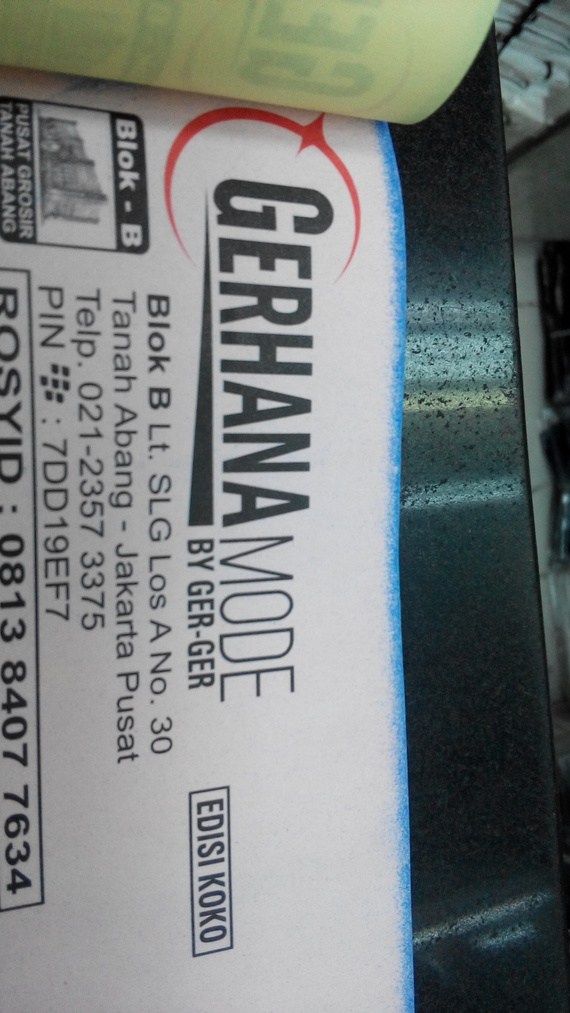 GERHANA MODE
BY GER-GER
EDISI KOKO
Blok - B
PUSAT GROSIR
TANAH ABANG
Blok B Lt. SLG Los A No. 30
Tanah Abang - Jakarta Pusat
Telp. 021-2357 3375
PIN : 7DD19EF7
ROSYID : 0813 8407 7634